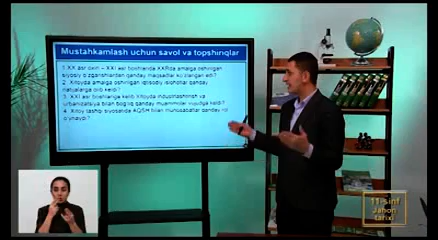 Mustahkamlash uchun savol va topshiriqlar
1. XX asr oxiri – XXI asr boshlarida XXRda amalga oshirilgan
siyosiy o'zgarishlardan qanday maqsadlar ko'zlangan edi?
2. Xitoyda amalga oshirilgan iqtisodiy islohotlar qanday
natijalarga olib keldi?
3. XXI asr boshlariga kelib Xitoyda industrlashtirish va
urbanizatsiya bilan bog'liq qanday muammolar vujudga keldi?
4. Xitoy tashqi siyosatida AQSH bilan munosabatlar qanday rol
o'ynaydi?
11-sinf
Jahon
tarixi